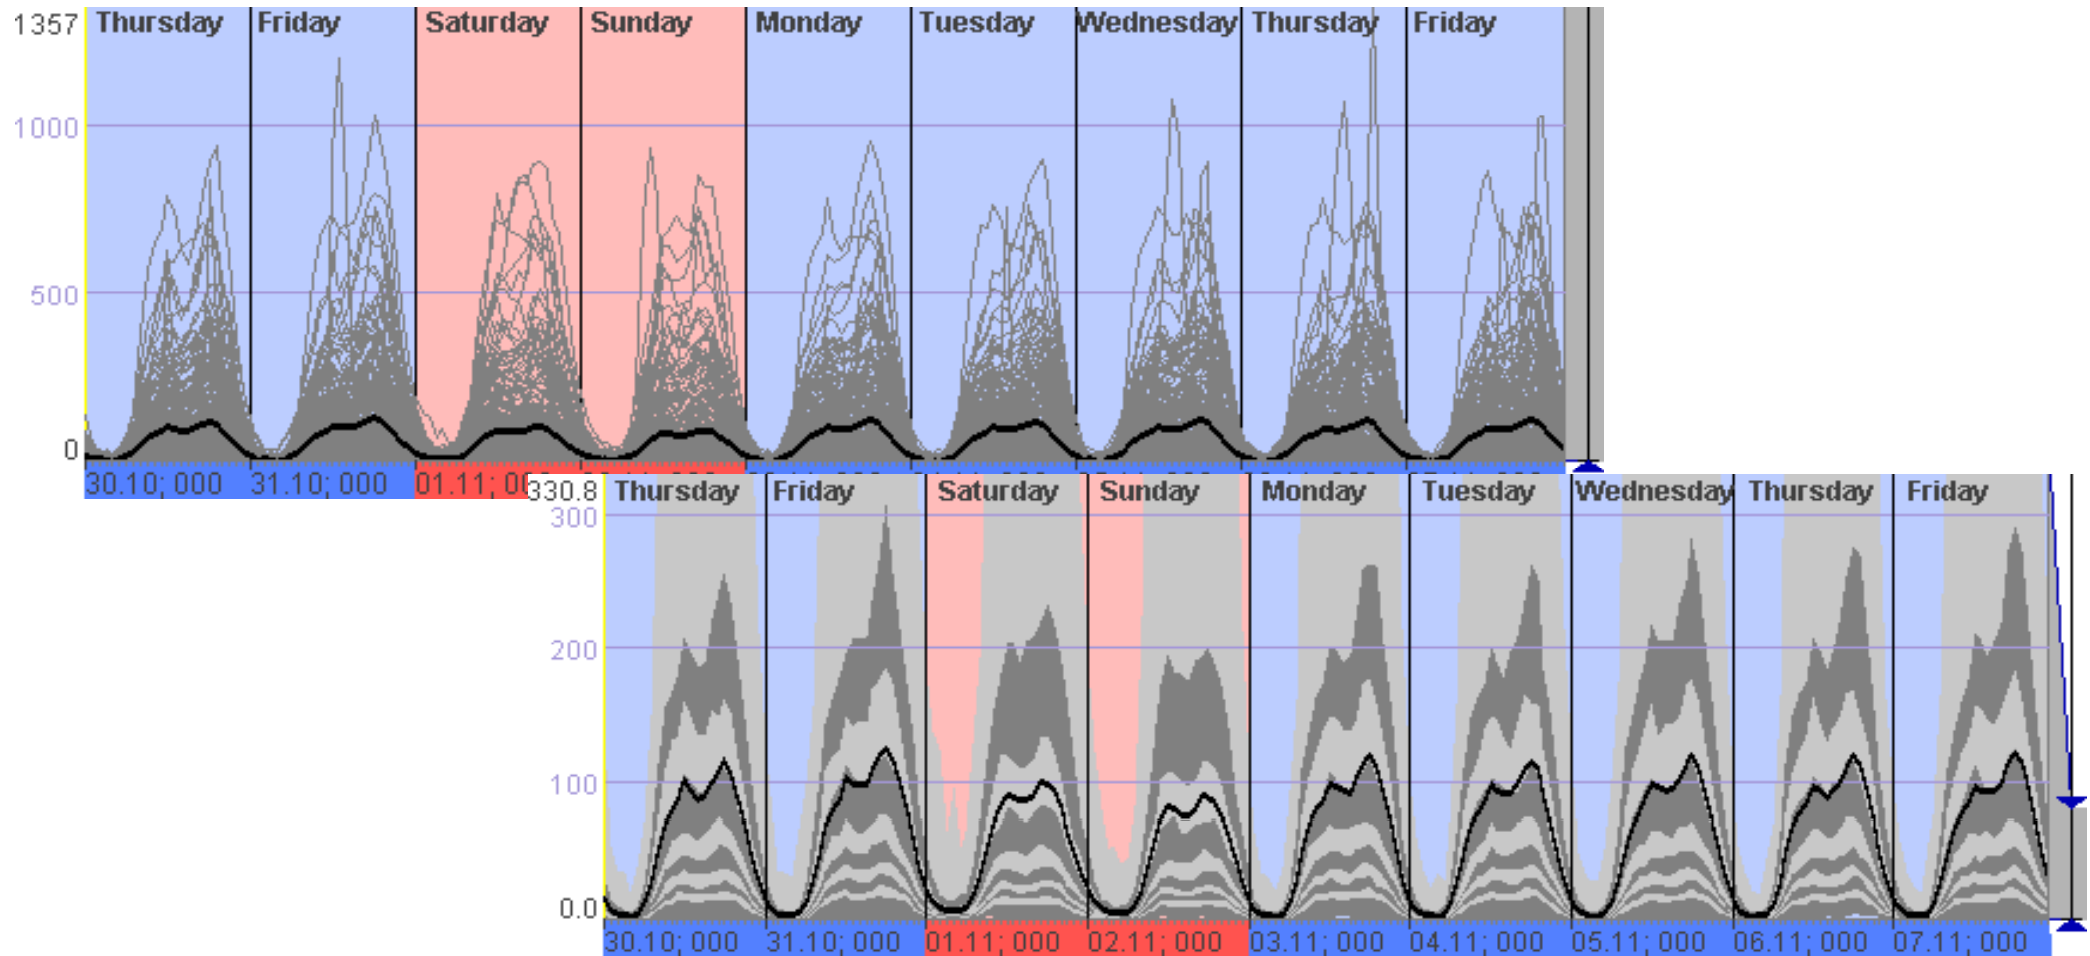 1357 Thursday Friday Saturday Sunday Monday Tuesday Wednesday Thursday Friday
1000
500
0
30.10; 000 31.10; 000 01.11; 00
330.8 Thursday Friday Saturday Sunday Monday Tuesday Wednesday Thursday Friday
300
200
100
0.0
30.10; 000 31.10; 000 01.11; 000 02.11; 000 03.11; 000 04.11; 000 05.11; 000 06.11; 000 07.11; 000